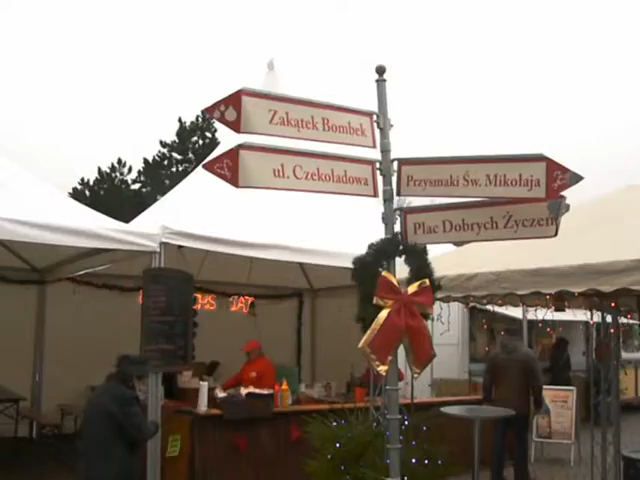 Zakątek Bombek
ul. Czekoladowa
Przysmaki Św. Mikołaja
Plac Dobrych Życzeń